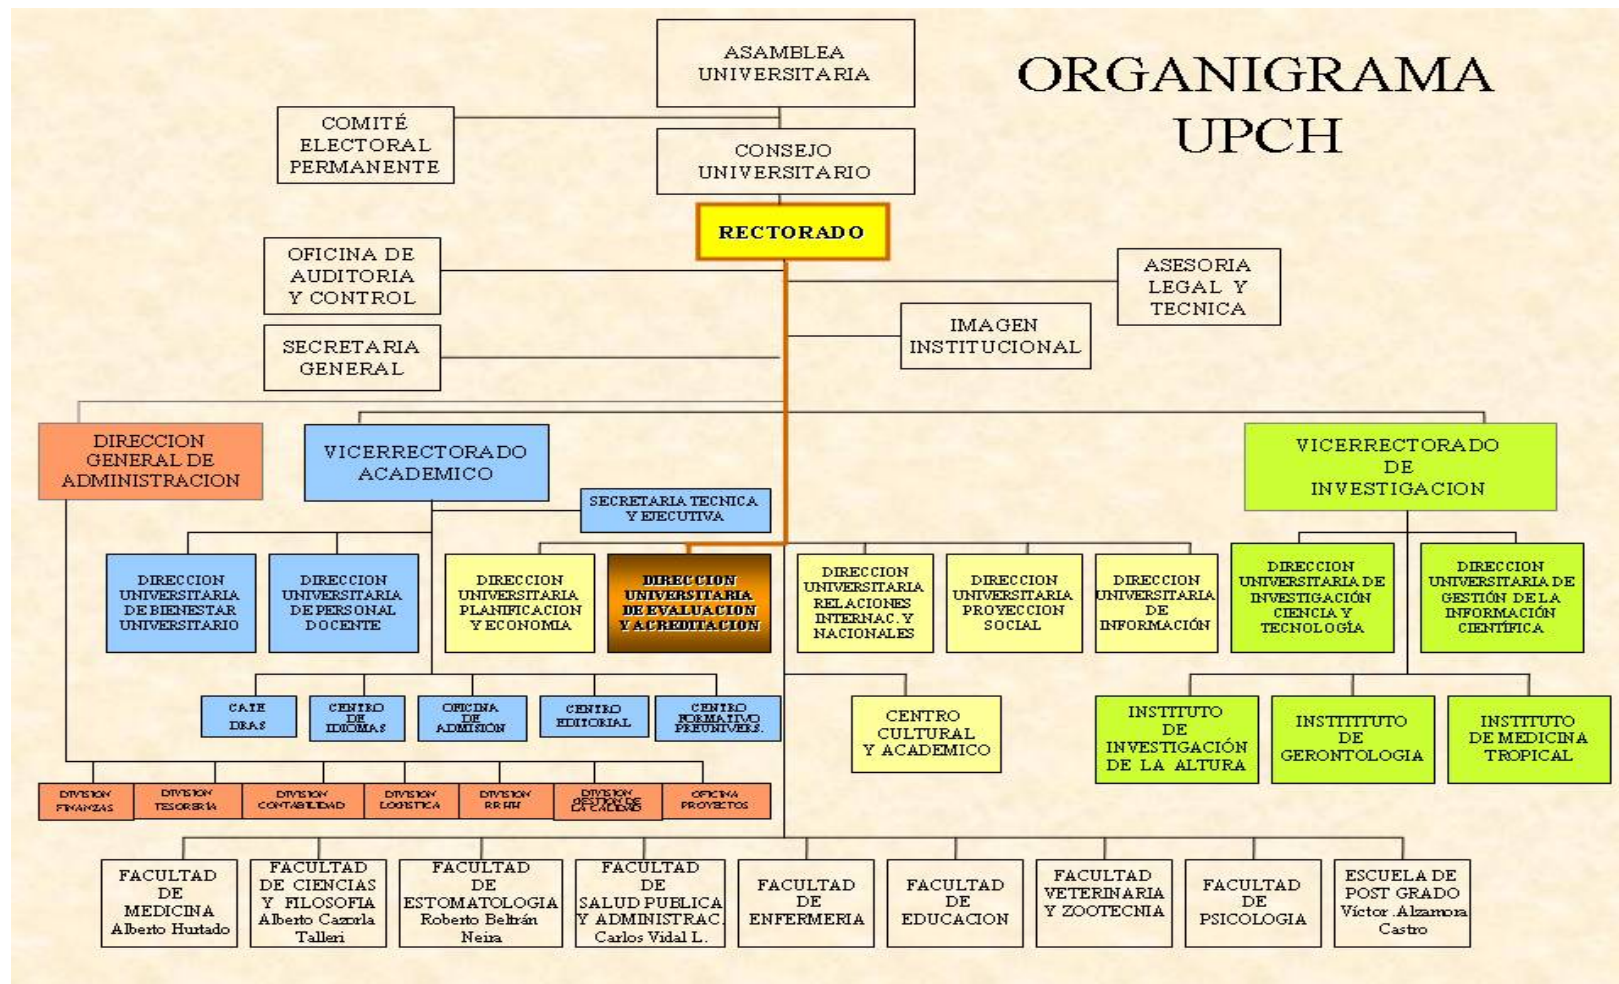 ORGANIGRAMA
UPCH
ASAMBLEA
UNIVERSITARIA
COMITÉ
ELECTORAL
PERMANENTE
CONSEJO
UNIVERSITARIO
RECTORADO
OFICINA DE
AUDITORIA
Y CONTROL
ASESORIA
LEGAL Y
TECNICA
IMAGEN
INSTITUCIONAL
SECRETARIA
GENERAL
DIRECCION
GENERAL DE
ADMINISTRACION
VICERRECTORADO
ACADEMICO
VICERRECTORADO
DE
INVESTIGACION
SECRETARIA TECNICA
Y EJECUTIVA
DIRECCION
UNIVERSITARIA
DE BIENESTAR
UNIVERSITARIO
DIRECCION
UNIVERSITARIA
DE PERSONAL
DOCENTE
DIRECCION
UNIVERSITARIA
PLANIFICACION
Y ECONOMIA
DIRECCION
UNIVERSITARIA
DE EVALUACION
Y ACREDITACION
DIRECCION
UNIVERSITARIA
RELACIONES
INTERNAC. Y
NACIONALES
DIRECCION
UNIVERSITARIA
PROYECCION
SOCIAL
DIRECCION
UNIVERSITARIA
DE
INFORMACIÓN
DIRECCION
UNIVERSITARIA DE
INVESTIGACIÓN
CIENCIA Y
TECNOLOGÍA
DIRECCION
UNIVERSITARIA DE
GESTIÓN DE LA
INFORMACIÓN
CIENTÍFICA
CATE
DRAS
CENTRO
DE
IDIOMAS
OFICINA
DE
ADMISIÓN
CENTRO
EDITORIAL
CENTRO
FORMATIVO
PREUNIVERS.
CENTRO
CULTURAL
Y ACADEMICO
INSTITUTO
DE
INVESTIGACIÓN
DE LA ALTURA
INSTITITUTO
DE
GERONTOLOGIA
INSTITUTO
DE MEDICINA
TROPICAL
DIVISION
FINANZAS
DIVISION
TESORERÍA
DIVISION
CONTABILIDAD
DIVISION
LOGISTICA
DIVISION
RR HH
DIVISION
GESTION DE
LA CALIDAD
OFICINA
PROYECTOS
FACULTAD
DE
MEDICINA
Alberto Hurtado
FACULTAD
DE CIENCIAS
Y FILOSOFIA
Alberto Cazorla
Talleri
FACULTAD
DE
ESTOMATOLOGIA
Roberto Beltrán
Neira
FACULTAD
DE
SALUD PUBLICA
Y ADMINISTRAC.
Carlos Vidal L.
FACULTAD
DE
ENFERMERIA
FACULTAD
DE
EDUCACION
FACULTAD
VETERINARIA
Y ZOOTECNIA
FACULTAD
DE
PSICOLOGIA
ESCUELA DE
POST GRADO
Víctor .Alzamora
Castro